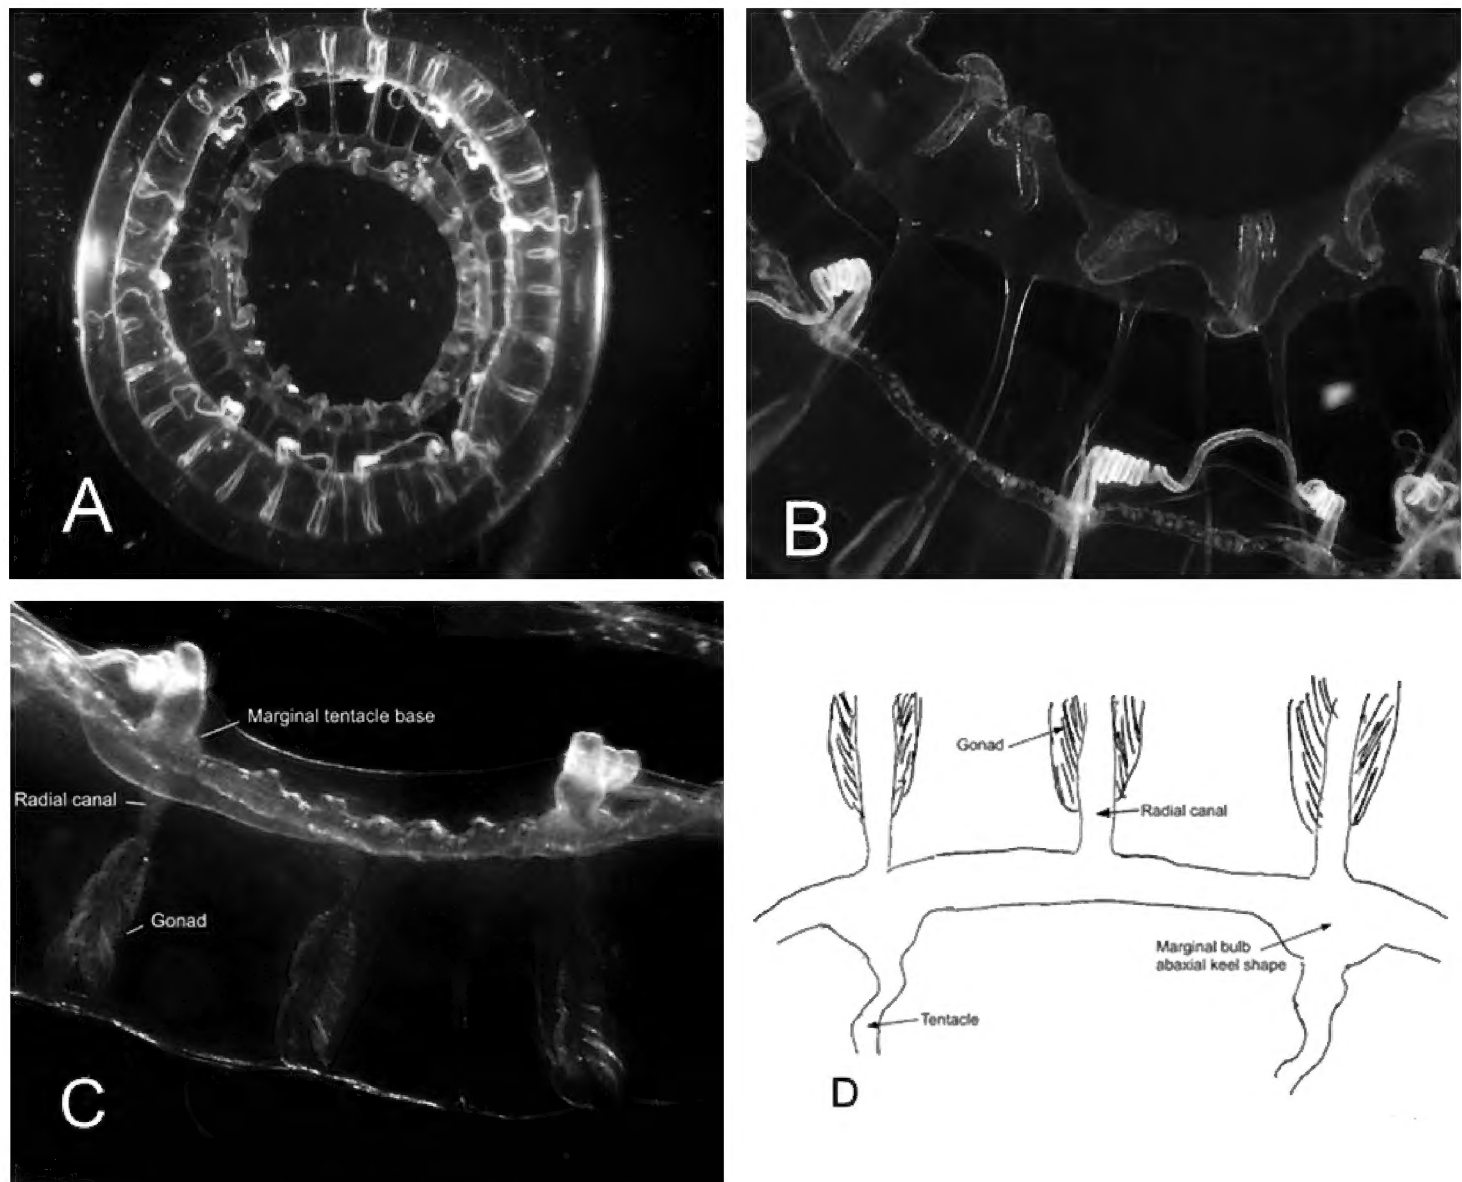 A
B
Marginal tentacle base
Radial canal
Gonad
C
Gonad
Radial canal
Marginal bulb
abaxial keel shape
Tentacle
D